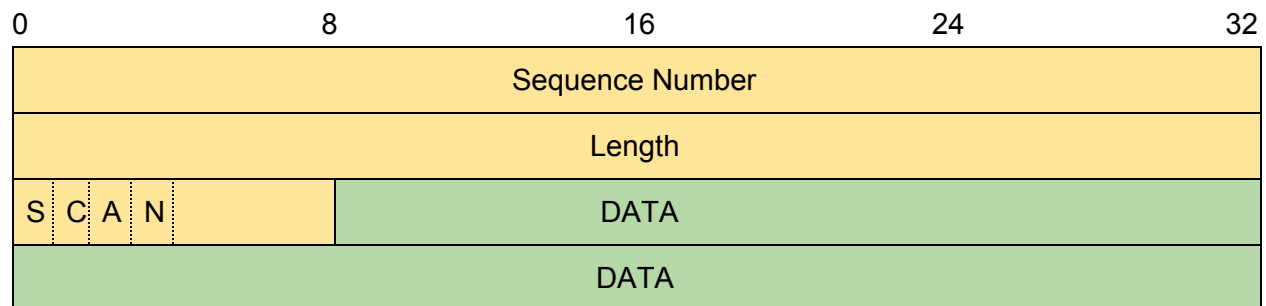 0 8 16 24 32
Sequence Number
Length
S C A N DATA
DATA